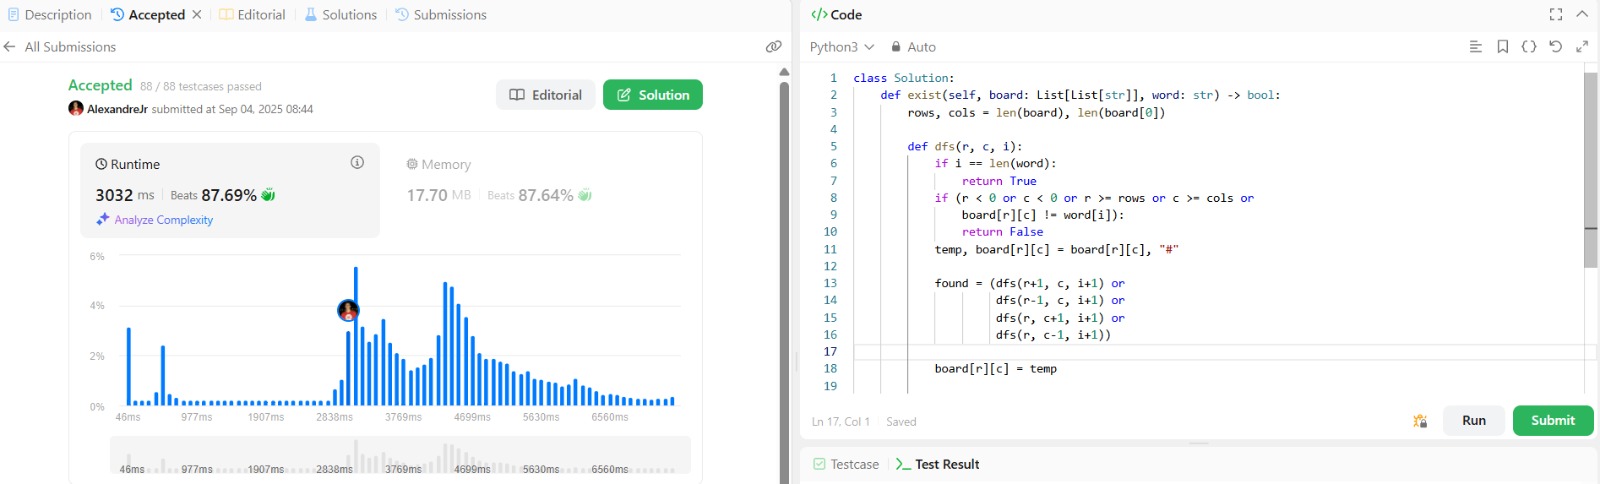 Description
Accepted
Editorial
Solutions
Submissions
All Submissions
Accepted 88 / 88 testcases passed
AlexandreJr submitted at Sep 04, 2025 08:44
Editorial
Solution
Runtime
3032 ms Beats 87.69%
Analyze Complexity
Memory
17.70 MB Beats 87.64%
6%
4%
2%
0%
46ms 977ms 1907ms 2838ms 3769ms 4699ms 5630ms 6560ms
46ms 977ms 1907ms 2838ms 3769ms 4699ms 5630ms 6560ms
</> Code
Python3 Auto
1 class Solution:
2 def exist(self, board: List[List[str]], word: str) -> bool:
3 rows, cols = len(board), len(board[0])
4
5 def dfs(r, c, i):
6 if i == len(word):
7 return True
8 if (r < 0 or c < 0 or r >= rows or c >= cols or
9 board[r][c] != word[i]):
10 return False
11 temp, board[r][c] = board[r][c], "#"
12
13 found = (dfs(r+1, c, i+1) or
14 dfs(r-1, c, i+1) or
15 dfs(r, c+1, i+1) or
16 dfs(r, c-1, i+1))
17
18 board[r][c] = temp
19
Ln 17, Col 1 Saved
Run
Submit
Testcase
Test Result